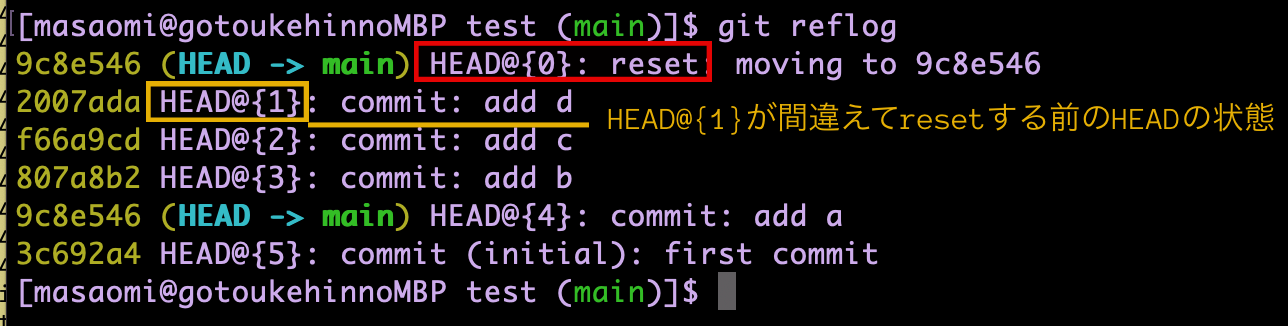 [masaomi@gotoukehinnoMBP test (main)]$ git reflog
9c8e546 (HEAD -> main) HEAD@{0}: reset: moving to 9c8e546
2007ada HEAD@{1}: commit: add d
HEAD@{1}が間違えてresetする前のHEADの状態
f66a9cd HEAD@{2}: commit: add c
807a8b2 HEAD@{3}: commit: add b
9c8e546 (HEAD -> main) HEAD@{4}: commit: add a
3c692a4 HEAD@{5}: commit (initial): first commit
[masaomi@gotoukehinnoMBP test (main)]$